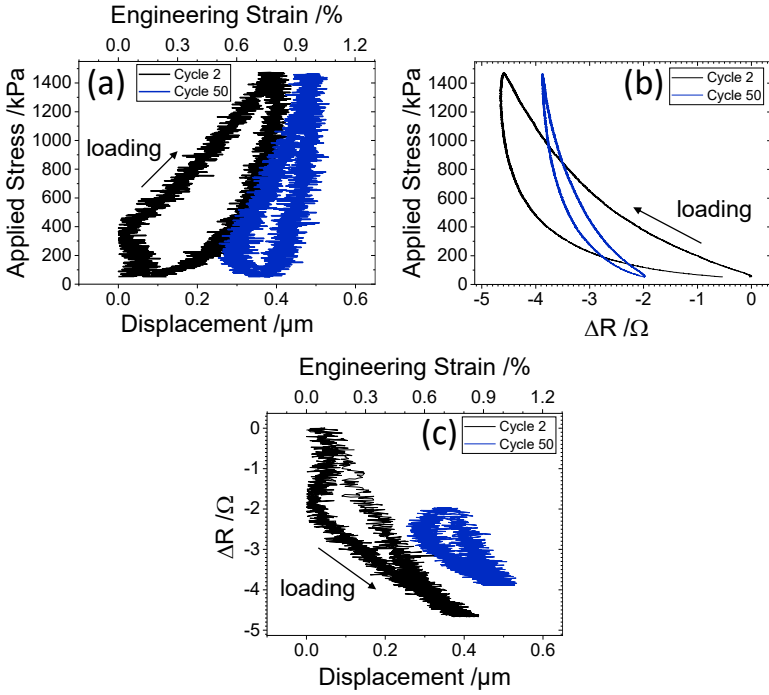 Engineering Strain /%
0.0 0.3 0.6 0.9 1.2
(a)
Cycle 2
Cycle 50
loading
Applied Stress /kPa
1400
1200
1000
800
600
400
200
0
0.0 0.2 0.4 0.6
Displacement /µm
(b)
Cycle 2
Cycle 50
loading
Applied Stress /kPa
1400
1200
1000
800
600
400
200
0
-5 -4 -3 -2 -1 0
ΔR /Ω
Engineering Strain /%
0.0 0.3 0.6 0.9 1.2
(c)
Cycle 2
Cycle 50
loading
ΔR /Ω
0
-1
-2
-3
-4
-5
0.0 0.2 0.4 0.6
Displacement /µm